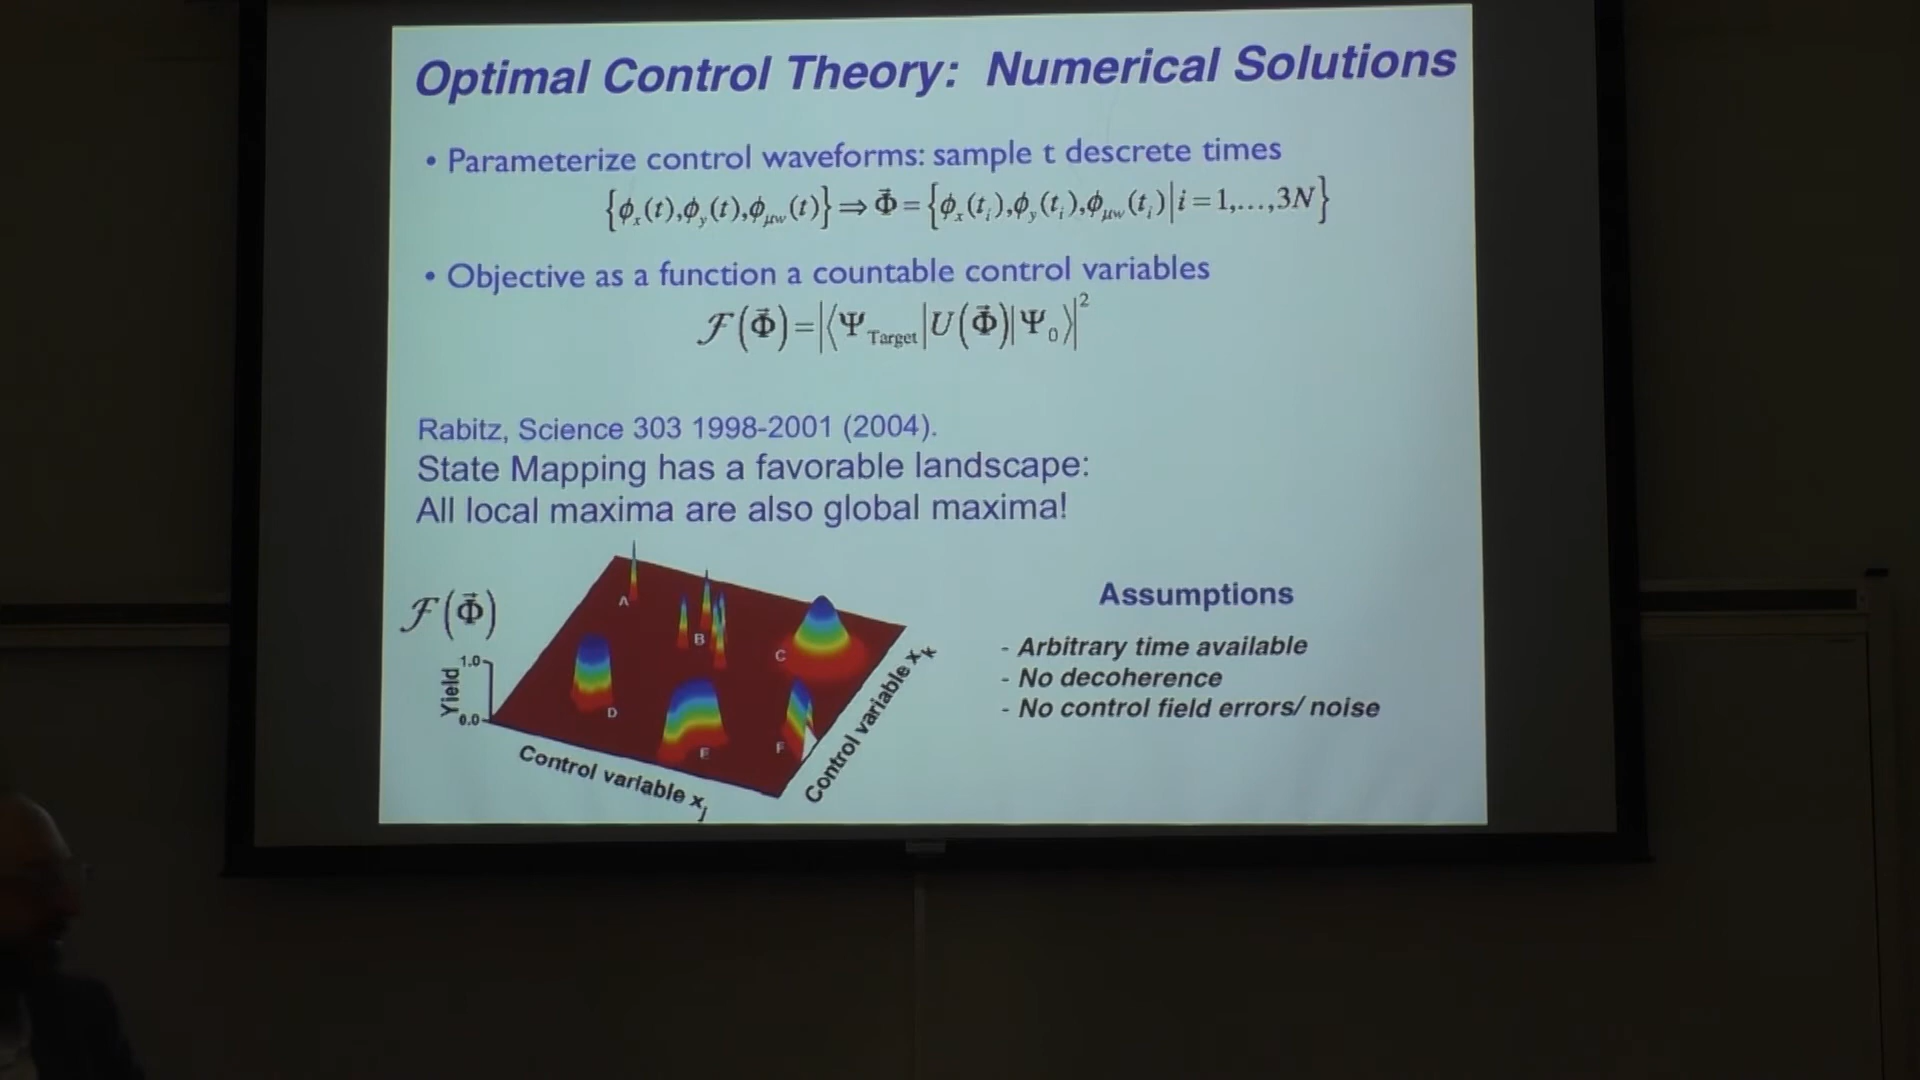 Optimal Control Theory: Numerical Solutions
• Parameterize control waveforms: sample t descrete times
{ϕx(t),ϕy(t),ϕμw(t)}⇒Φ⃗={ϕx(ti),ϕy(ti),ϕμw(ti)|i=1,...,3N}
• Objective as a function a countable control variables
ℱ(Φ⃗)=|⟨ΨTarget|U(Φ⃗)|Ψ0⟩|²
Rabitz, Science 303 1998-2001 (2004).
State Mapping has a favorable landscape:
All local maxima are also global maxima!
ℱ(Φ⃗)
Yield
1.0
0.0
A
B
C
D
E
F
Control variable xj
Control variable xk
Assumptions
- Arbitrary time available
- No decoherence
- No control field errors/ noise